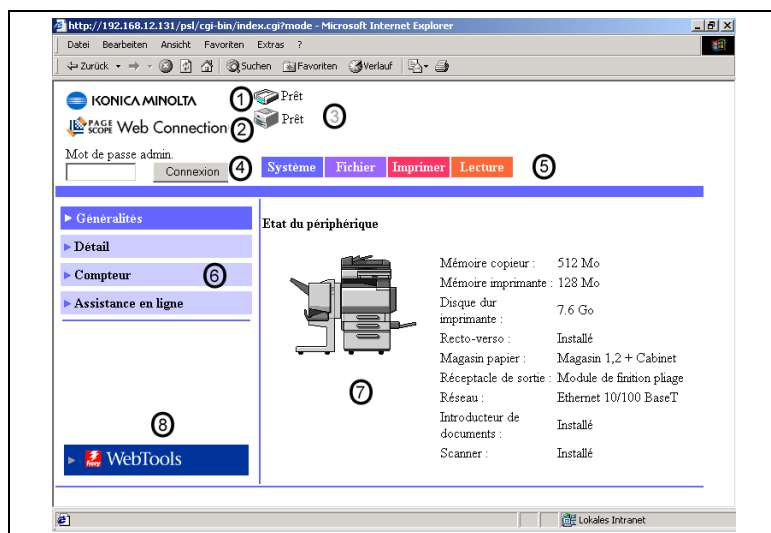 http://192.168.12.131/psl/cgi-bin/index.cgi?mode - Microsoft Internet Explorer
Datei Bearbeiten Ansicht Favoriten Extras ?
Zurück Suchen Favoriten Verlauf
KONICA MINOLTA 1 Prêt
PAGE SCOPE Web Connection 2 Prêt 3
Mot de passe admin.
Connexion 4 Système Fichier Imprimer Lecture 5
Généralités
Etat du périphérique
Détail
Compteur 6
Assistance en ligne
Mémoire copieur : 512 Mo
Mémoire imprimante : 128 Mo
Disque dur
imprimante : 7.6 Go
Recto-verso : Installé
Magasin papier : Magasin 1,2 + Cabinet
Réceptacle de sortie : Module de finition pliage
Réseau : Ethernet 10/100 BaseT
Introducteur de
documents : Installé
Scanner : Installé
7
8
fiery WebTools
Lokales Intranet